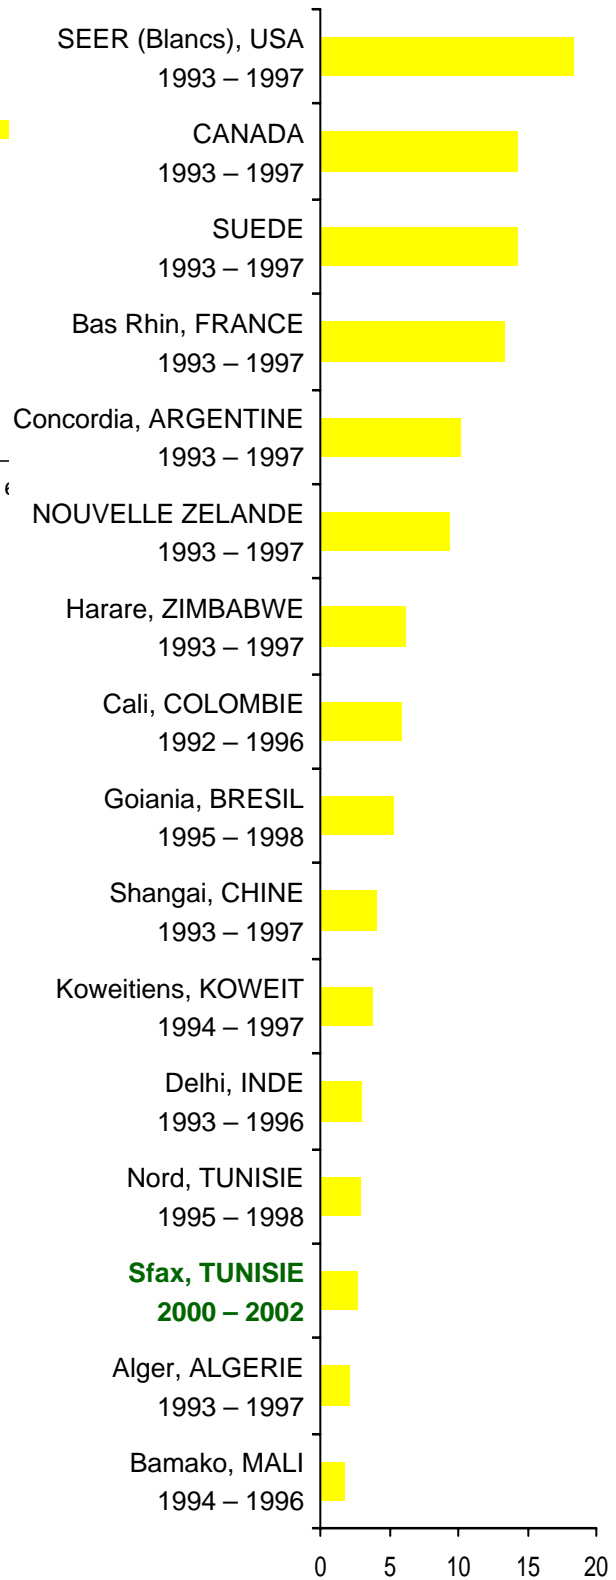 SEER (Blancs), USA
1993 – 1997
CANADA
1993 – 1997
SUEDE
1993 – 1997
Bas Rhin, FRANCE
1993 – 1997
Concordia, ARGENTINE
1993 – 1997
NOUVELLE ZELANDE
1993 – 1997
Harare, ZIMBABWE
1993 – 1997
Cali, COLOMBIE
1992 – 1996
Goiania, BRESIL
1995 – 1998
Shangai, CHINE
1993 – 1997
Koweitiens, KOWEIT
1994 – 1997
Delhi, INDE
1993 – 1996
Nord, TUNISIE
1995 – 1998
Sfax, TUNISIE
2000 – 2002
Alger, ALGERIE
1993 – 1997
Bamako, MALI
1994 – 1996
0 5 10 15 20